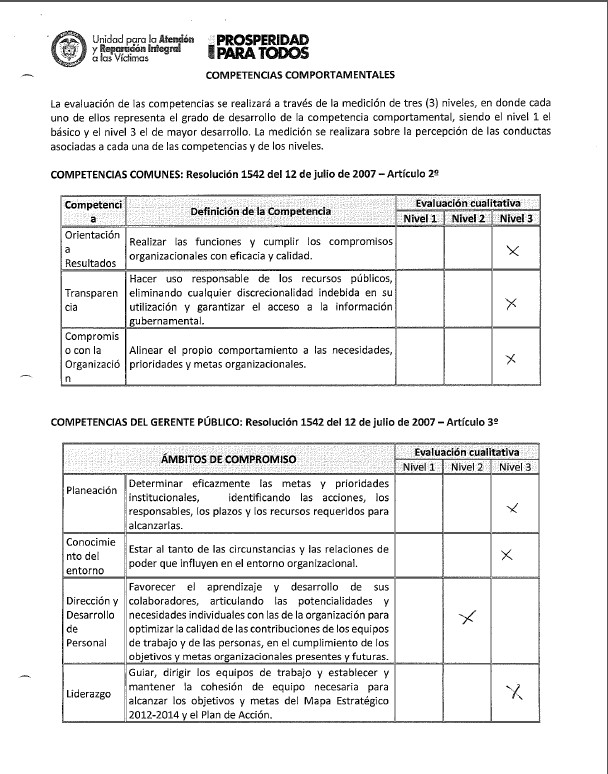 Unidad para la Atención
y Reparación Integral
a las Víctimas
PROSPERIDAD
PARA TODOS
COMPETENCIAS COMPORTAMENTALES
La evaluación de las competencias se realizará a través de la medición de tres (3) niveles, en donde cada
uno de ellos representa el grado de desarrollo de la competencia comportamental, siendo el nivel 1 el
básico y el nivel 3 el de mayor desarrollo. La medición se realizara sobre la percepción de las conductas
asociadas a cada una de las competencias y de los niveles.
COMPETENCIAS COMUNES: Resolución 1542 del 12 de julio de 2007 – Artículo 2º
Competenci
a
Definición de la Competencia
Evaluación cualitativa
Nivel 1 Nivel 2 Nivel 3
Orientación
a
Resultados
Realizar las funciones y cumplir los compromisos
organizacionales con eficacia y calidad.
X
Transparen
cia
Hacer uso responsable de los recursos públicos,
eliminando cualquier discrecionalidad indebida en su
utilización y garantizar el acceso a la información
gubernamental.
X
Compromis
o con la
Organizació
n
Alinear el propio comportamiento a las necesidades,
prioridades y metas organizacionales.
X
COMPETENCIAS DEL GERENTE PÚBLICO: Resolución 1542 del 12 de julio de 2007 – Artículo 3º
ÁMBITOS DE COMPROMISO
Evaluación cualitativa
Nivel 1 Nivel 2 Nivel 3
Planeación
Determinar eficazmente las metas y prioridades
institucionales, identificando las acciones, los
responsables, los plazos y los recursos requeridos para
alcanzarlas.
X
Conocimie
nto del
entorno
Estar al tanto de las circunstancias y las relaciones de
poder que influyen en el entorno organizacional.
X
Dirección y
Desarrollo
de
Personal
Favorecer el aprendizaje y desarrollo de sus
colaboradores, articulando las potencialidades y
necesidades individuales con las de la organización para
optimizar la calidad de las contribuciones de los equipos
de trabajo y de las personas, en el cumplimiento de los
objetivos y metas organizacionales presentes y futuras.
X
Liderazgo
Guiar, dirigir los equipos de trabajo y establecer y
mantener la cohesión de equipo necesaria para
alcanzar los objetivos y metas del Mapa Estratégico
2012-2014 y el Plan de Acción.
X